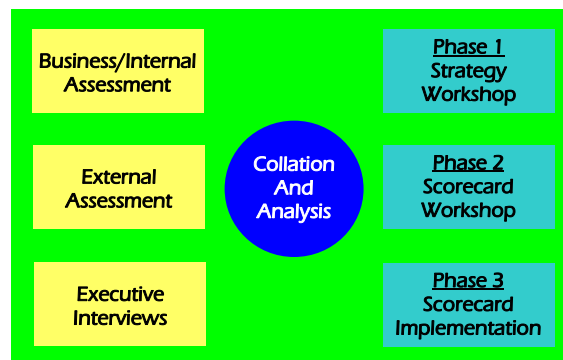 Business/Internal
Assessment
External
Assessment
Executive
Interviews
Collation
And
Analysis
Phase 1
Strategy
Workshop
Phase 2
Scorecard
Workshop
Phase 3
Scorecard
Implementation